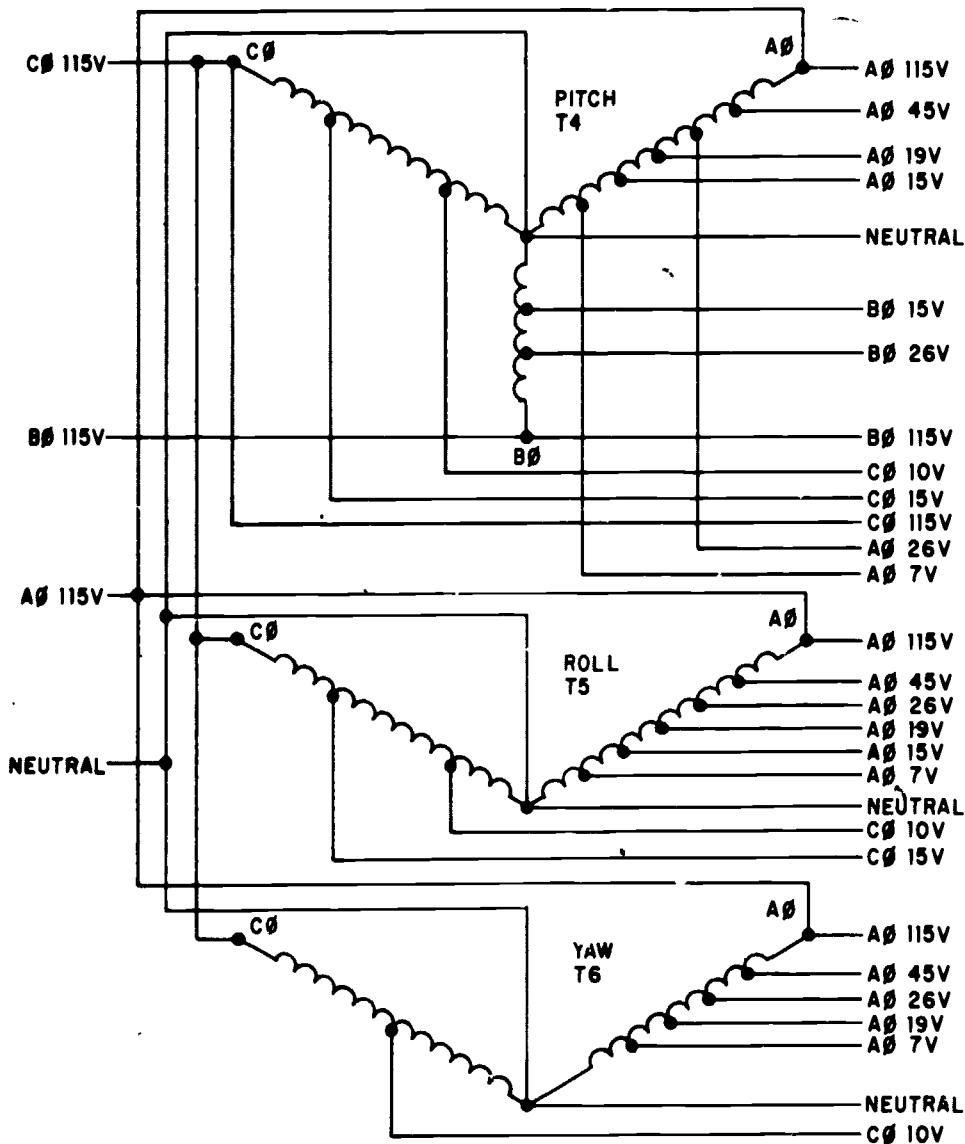 CØ
AØ
CØ 115V
AØ 115V
PITCH
T4
AØ 45V
AØ 19V
AØ 15V
NEUTRAL
BØ 15V
BØ 26V
BØ 115V
BØ 115V
BØ
CØ 10V
CØ 15V
CØ 115V
AØ 26V
AØ 7V
AØ 115V
AØ
CØ
AØ 115V
ROLL
T5
AØ 45V
AØ 26V
AØ 19V
AØ 15V
NEUTRAL
AØ 7V
NEUTRAL
CØ 10V
CØ 15V
AØ
CØ
AØ 115V
YAW
T6
AØ 45V
AØ 26V
AØ 19V
AØ 7V
NEUTRAL
CØ 10V